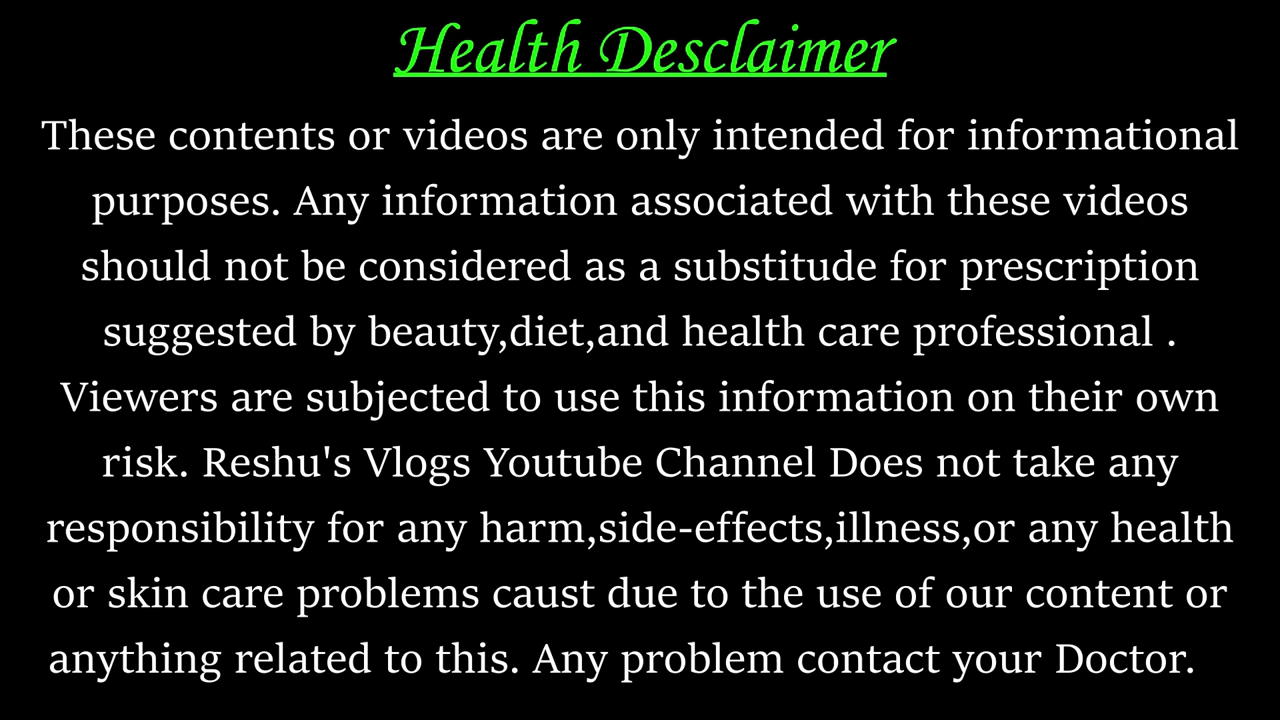 Health Desclaimer
These contents or videos are only intended for informational
purposes. Any information associated with these videos
should not be considered as a substitude for prescription
suggested by beauty,diet,and health care professional .
Viewers are subjected to use this information on their own
risk. Reshu's Vlogs Youtube Channel Does not take any
responsibility for any harm,side-effects,illness,or any health
or skin care problems caust due to the use of our content or
anything related to this. Any problem contact your Doctor.